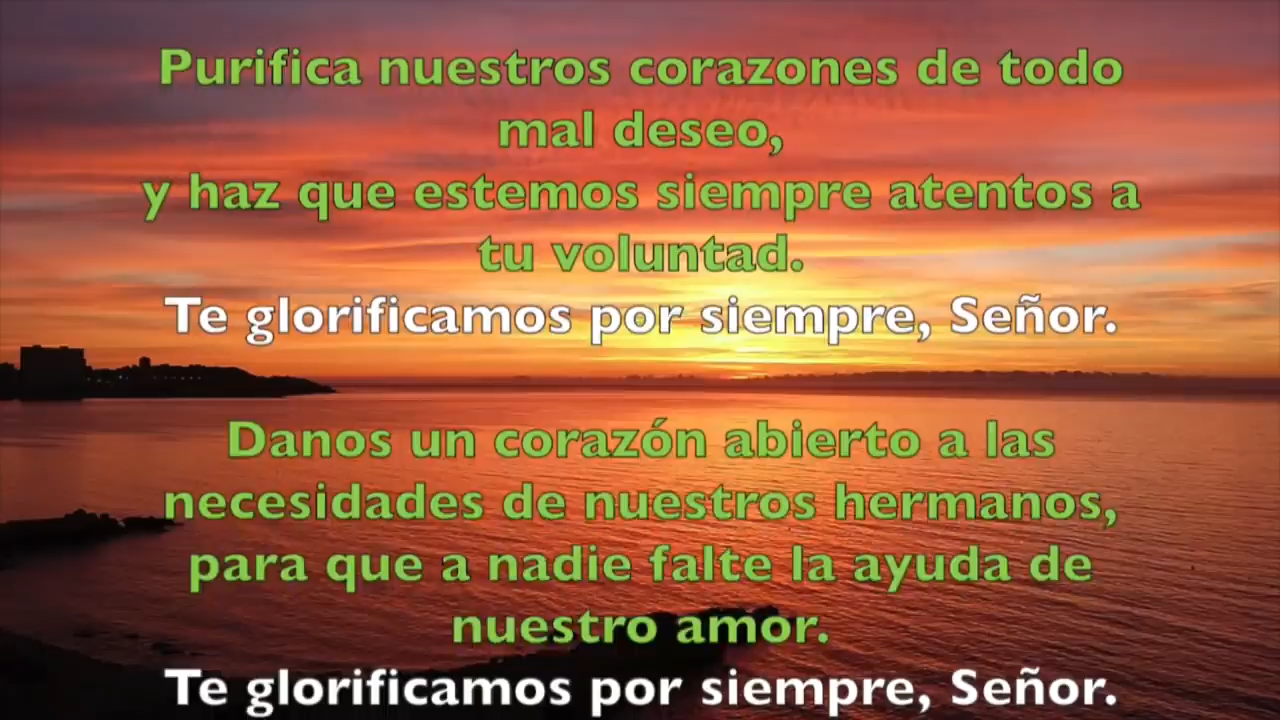 Purifica nuestros corazones de todo
mal deseo,
y haz que estemos siempre atentos a
tu voluntad.
Te glorificamos por siempre, Señor.
Danos un corazón abierto a las
necesidades de nuestros hermanos,
para que a nadie falte la ayuda de
nuestro amor.
Te glorificamos por siempre, Señor.